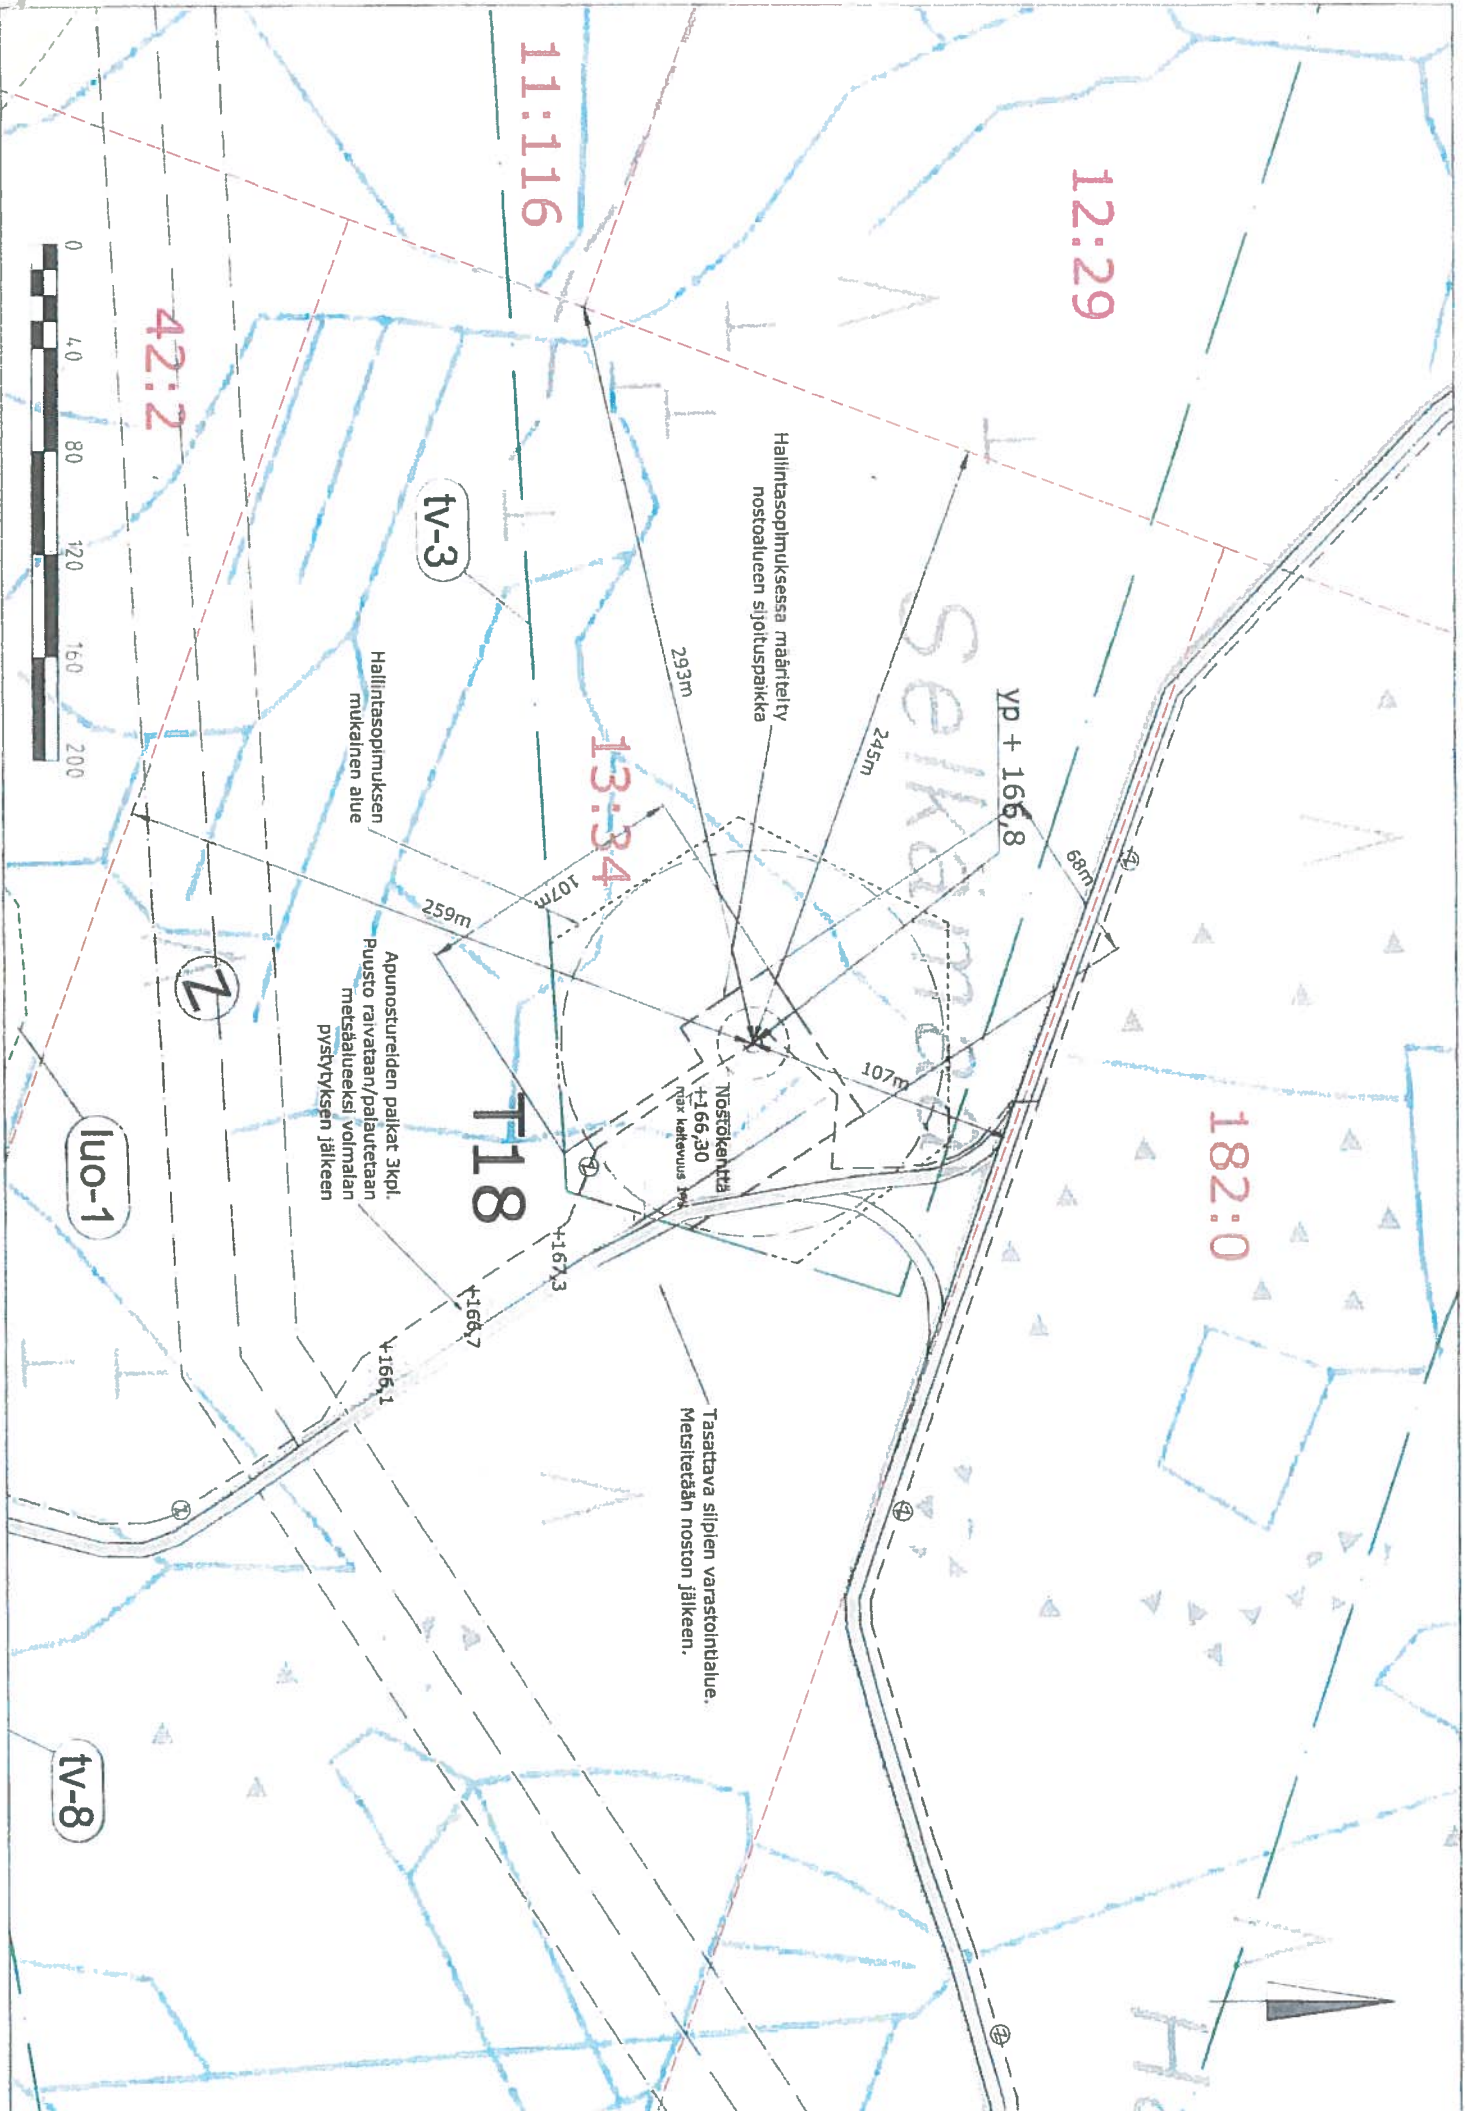 11:116
12:29
42:2
13:34
182:0
tv-3
tv-8
luo-1
T18
Z
0 40 80 120 160 200
Hallintasopimuksessa määritelty
nostoalueen sijoituspaikka
yp + 166,8
293m
245m
68m
107m
107m
259m
Hallintasopimuksen
mukainen alue
Apunostureiden paikat 3kpl.
Puusto raivataan/palautetaan
metsäalueeksi voimalan
pystytyksen jälkeen
Nostokenttä
+166,30
max kaltevuus 1%
+167,3
+166,7
+166,1
Tasattava siipien varastointialue.
Metsitetään noston jälkeen.
Z
Z
Z
Z
Z